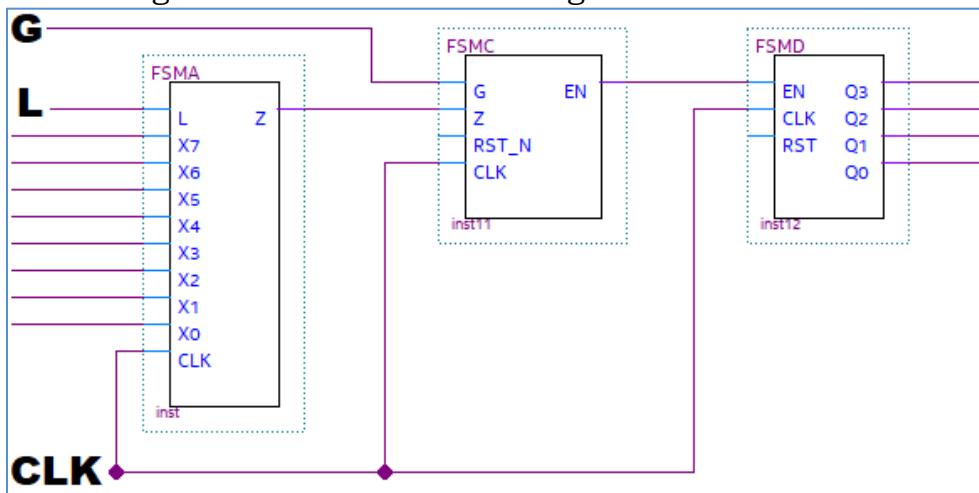 G
FSMC
FSMD
FSMA
G EN
EN Q3
L
L Z
Z
CLK Q2
X7
RST_N
RST Q1
X6
CLK
Q0
X5
X4
inst11
inst12
X3
X2
X1
X0
CLK
inst
CLK